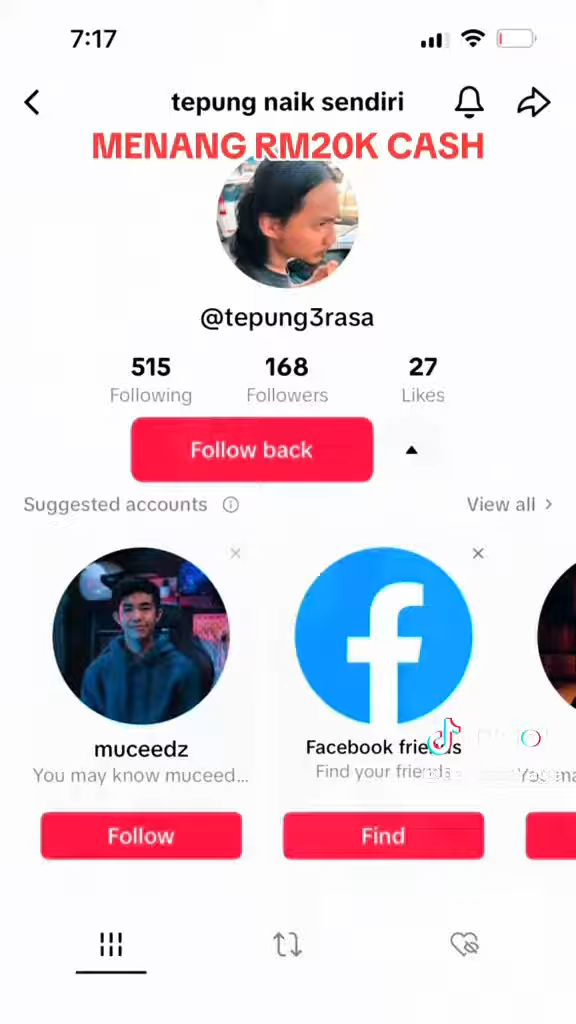 7:17
tepung naik sendiri
MENANG RM20K CASH
@tepung3rasa
515 168 27
Following Followers Likes
Follow back
Suggested accounts
View all
muceedz
Facebook friends
You may know muceed...
Find your friends
Follow
Find